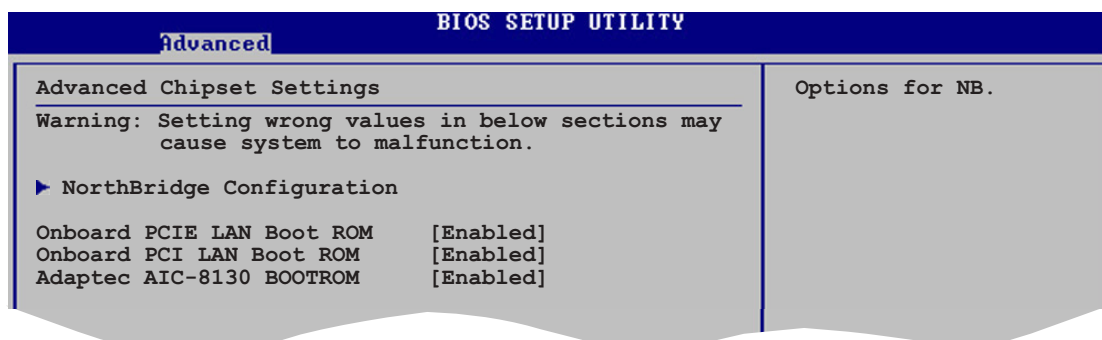 BIOS SETUP UTILITY
Advanced
Advanced Chipset Settings
Options for NB.
Warning: Setting wrong values in below sections may
cause system to malfunction.
NorthBridge Configuration
Onboard PCIE LAN Boot ROM [Enabled]
Onboard PCI LAN Boot ROM [Enabled]
Adaptec AIC-8130 BOOTROM [Enabled]